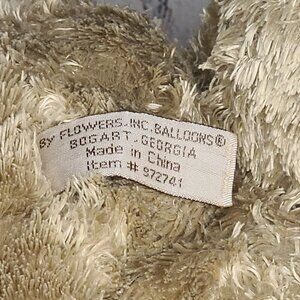 BY FLOWERS, INC. BALLOONS®
BOGART, GEORGIA
Made in China
Item # 972741